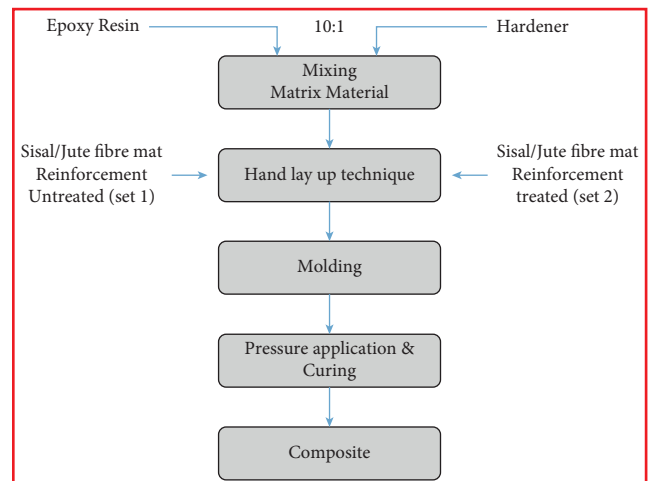 Epoxy Resin
10:1
Hardener
Mixing
Matrix Material
Sisal/Jute fibre mat
Reinforcement
Untreated (set 1)
Hand lay up technique
Sisal/Jute fibre mat
Reinforcement
treated (set 2)
Molding
Pressure application &
Curing
Composite